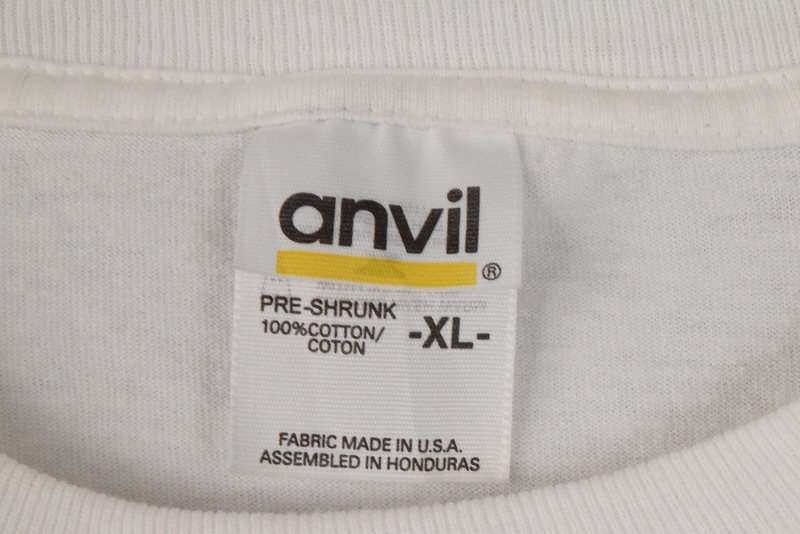 anvil®
PRE-SHRUNK
100%COTTON/
COTON
-XL-
FABRIC MADE IN U.S.A.
ASSEMBLED IN HONDURAS